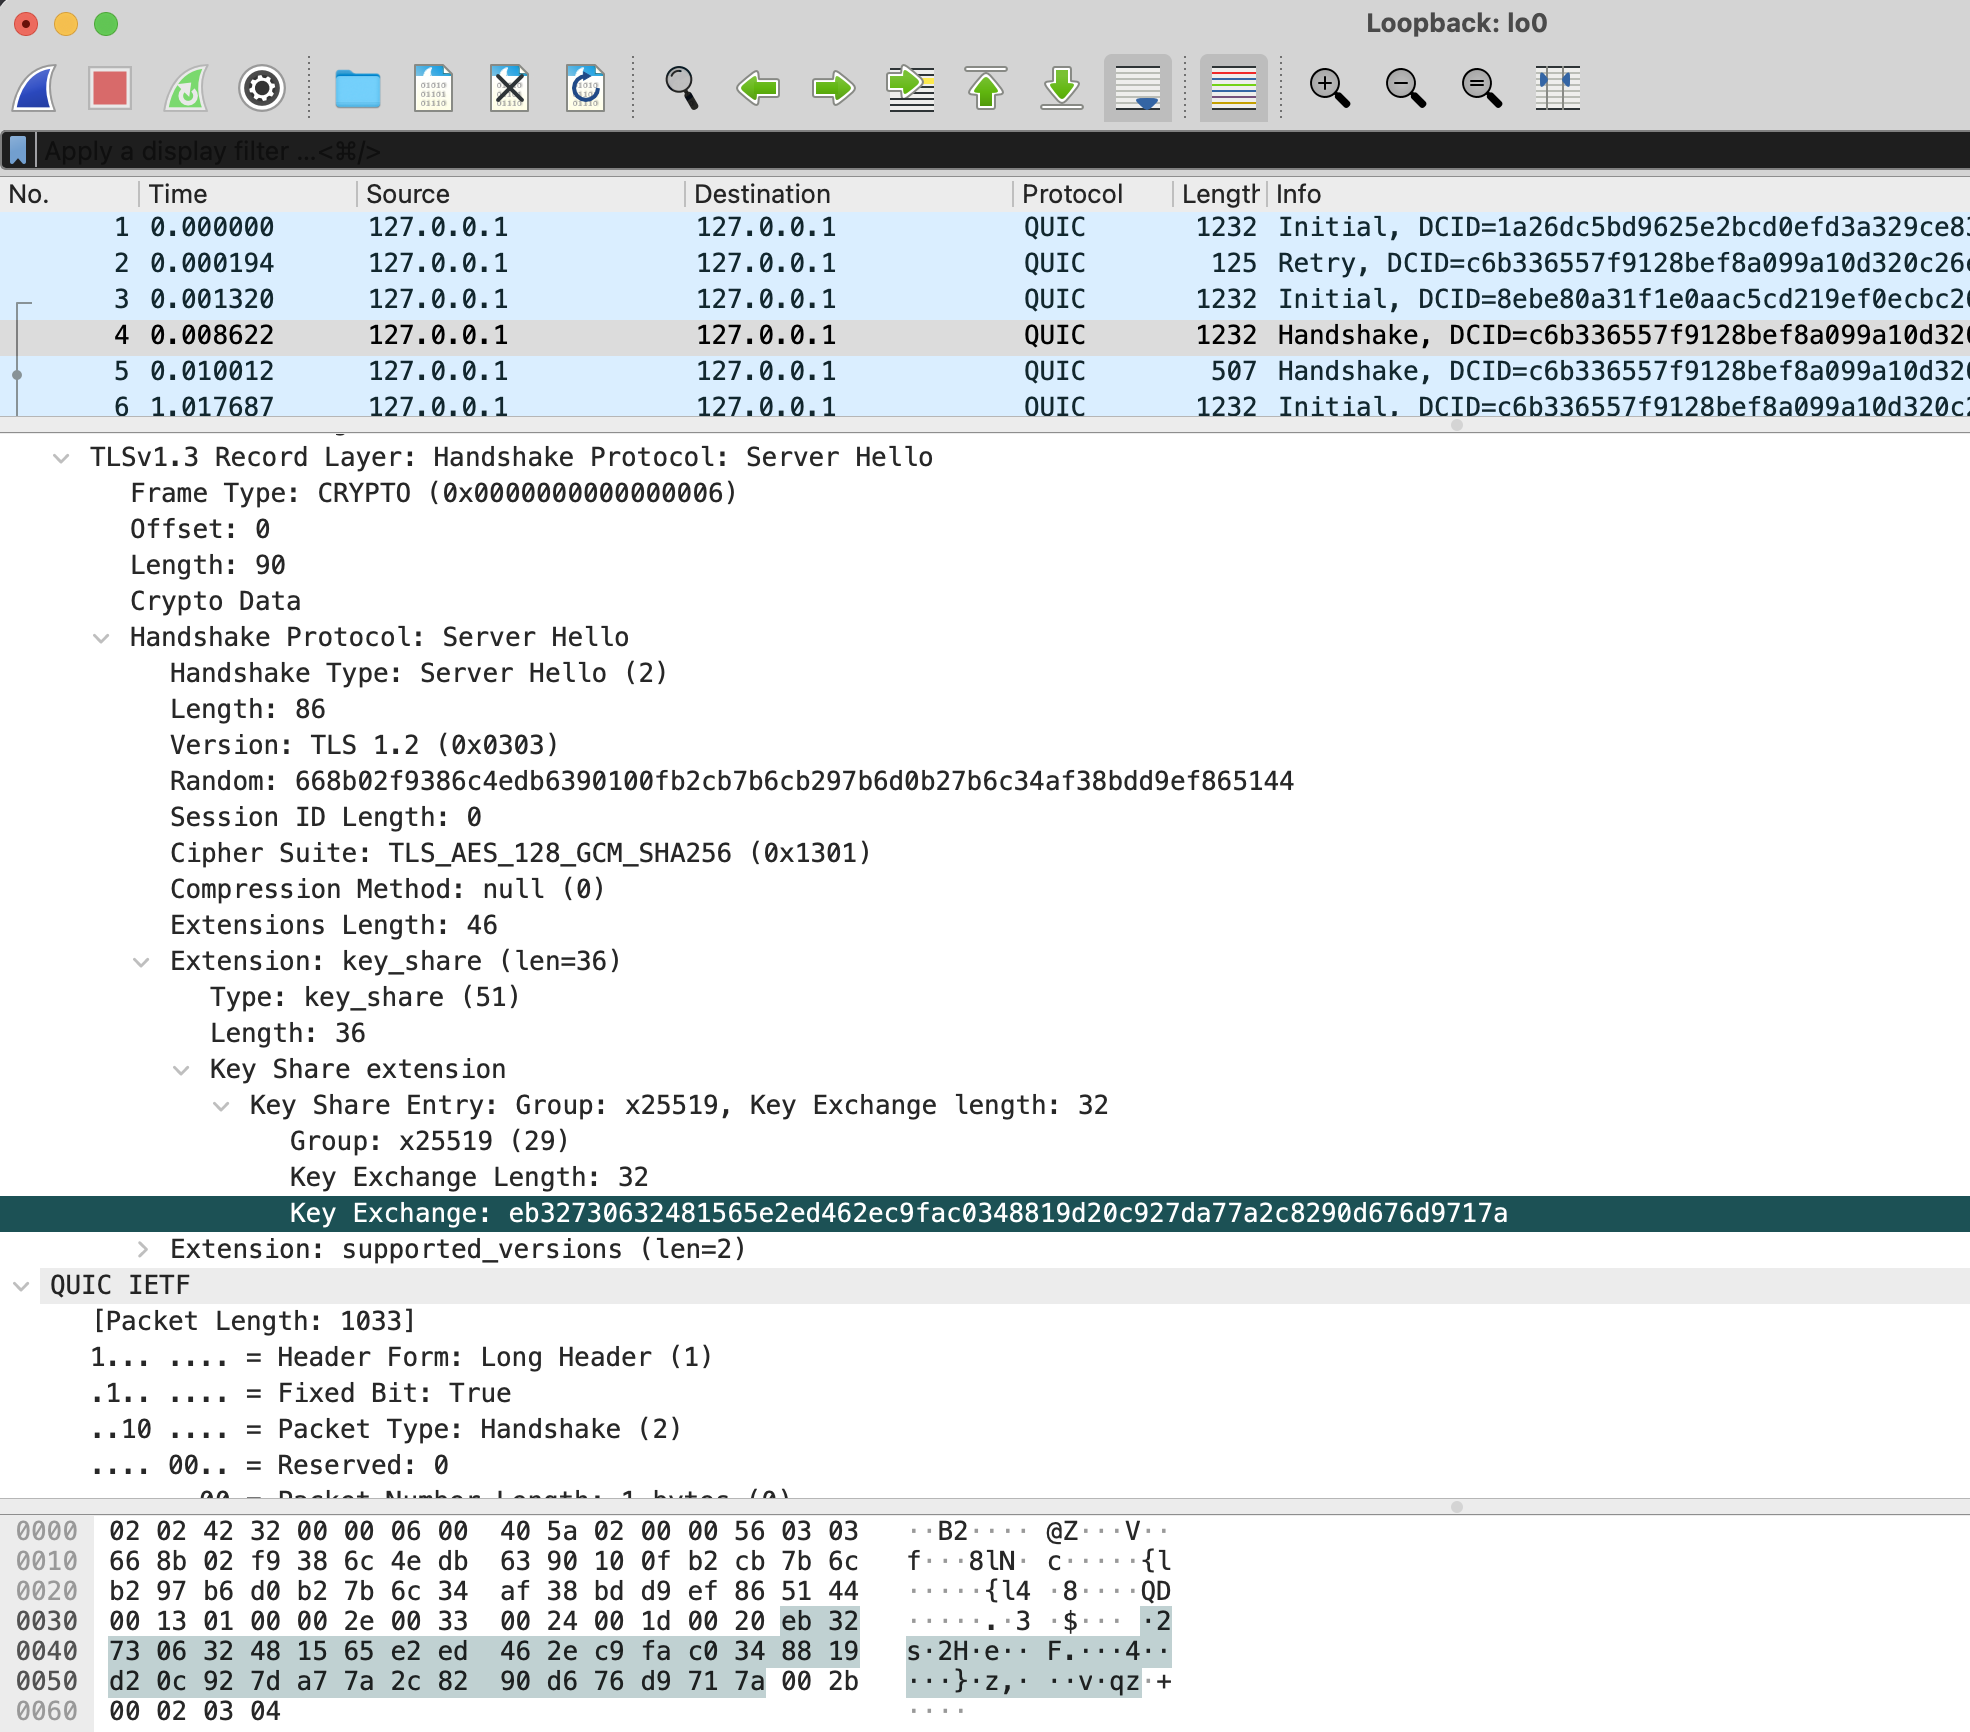 Loopback: lo0
Apply a display filter ...<⌘/>
No. Time Source Destination Protocol Length Info
1 0.000000 127.0.0.1 127.0.0.1 QUIC 1232 Initial, DCID=1a26dc5bd9625e2bcd0efd3a329ce83
2 0.000194 127.0.0.1 127.0.0.1 QUIC 125 Retry, DCID=c6b336557f9128bef8a099a10d320c26
3 0.001320 127.0.0.1 127.0.0.1 QUIC 1232 Initial, DCID=8ebe80a31f1e0aac5cd219ef0ecbc26
4 0.008622 127.0.0.1 127.0.0.1 QUIC 1232 Handshake, DCID=c6b336557f9128bef8a099a10d320
5 0.010012 127.0.0.1 127.0.0.1 QUIC 507 Handshake, DCID=c6b336557f9128bef8a099a10d320
6 1.017687 127.0.0.1 127.0.0.1 QUIC 1232 Initial, DCID=c6b336557f9128bef8a099a10d320c2
TLSv1.3 Record Layer: Handshake Protocol: Server Hello
Frame Type: CRYPTO (0x0000000000000006)
Offset: 0
Length: 90
Crypto Data
Handshake Protocol: Server Hello
Handshake Type: Server Hello (2)
Length: 86
Version: TLS 1.2 (0x0303)
Random: 668b02f9386c4edb6390100fb2cb7b6cb297b6d0b27b6c34af38bdd9ef865144
Session ID Length: 0
Cipher Suite: TLS_AES_128_GCM_SHA256 (0x1301)
Compression Method: null (0)
Extensions Length: 46
Extension: key_share (len=36)
Type: key_share (51)
Length: 36
Key Share extension
Key Share Entry: Group: x25519, Key Exchange length: 32
Group: x25519 (29)
Key Exchange Length: 32
Key Exchange: eb32730632481565e2ed462ec9fac0348819d20c927da77a2c8290d676d9717a
Extension: supported_versions (len=2)
QUIC IETF
[Packet Length: 1033]
1... .... = Header Form: Long Header (1)
.1.. .... = Fixed Bit: True
..10 .... = Packet Type: Handshake (2)
.... 00.. = Reserved: 0
00 = Packet Number Length: 1 bytes (0)
0000 02 02 42 32 00 00 06 00 40 5a 02 00 00 56 03 03 ··B2···· @Z···V··
0010 66 8b 02 f9 38 6c 4e db 63 90 10 0f b2 cb 7b 6c f···8lN· c·····{l
0020 b2 97 b6 d0 b2 7b 6c 34 af 38 bd d9 ef 86 51 44 ·····{l4 ·8····QD
0030 00 13 01 00 00 2e 00 33 00 24 00 1d 00 20 eb 32 ·····.·3 ·$··· ·2
0040 73 06 32 48 15 65 e2 ed 46 2e c9 fa c0 34 88 19 s·2H·e·· F.···4··
0050 d2 0c 92 7d a7 7a 2c 82 90 d6 76 d9 71 7a 00 2b ···}·z,· ··v·qz·+
0060 00 02 03 04 ····